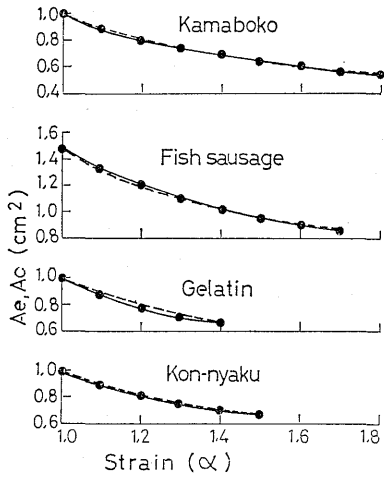 Kamaboko
1.0
0.8
0.6
0.4
Fish sausage
1.6
1.4
1.2
1.0
0.8
Ae, Ac (cm²)
Gelatin
1.0
0.8
0.6
Kon-nyaku
1.0
0.8
0.6
1.0 1.2 1.4 1.6 1.8
Strain (α)